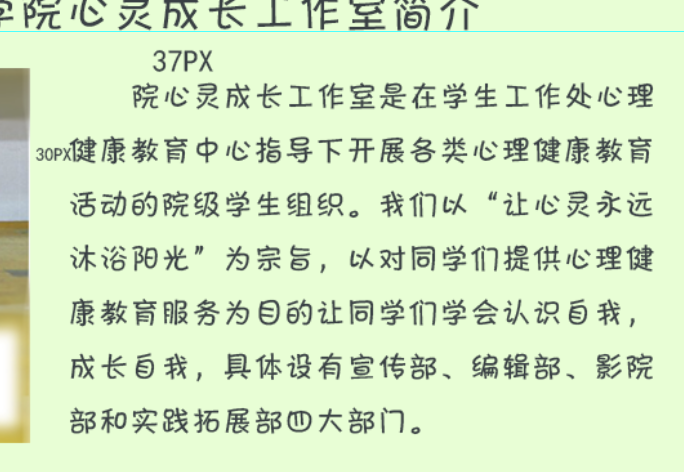 学院心灵成长工作室简介
37PX
院心灵成长工作室是在学生工作处心理
30PX
健康教育中心指导下开展各类心理健康教育
活动的院级学生组织。我们以“让心灵永远
沐浴阳光”为宗旨，以对同学们提供心理健
康教育服务为目的让同学们学会认识自我，
成长自我，具体设有宣传部、编辑部、影院
部和实践拓展部四大部门。